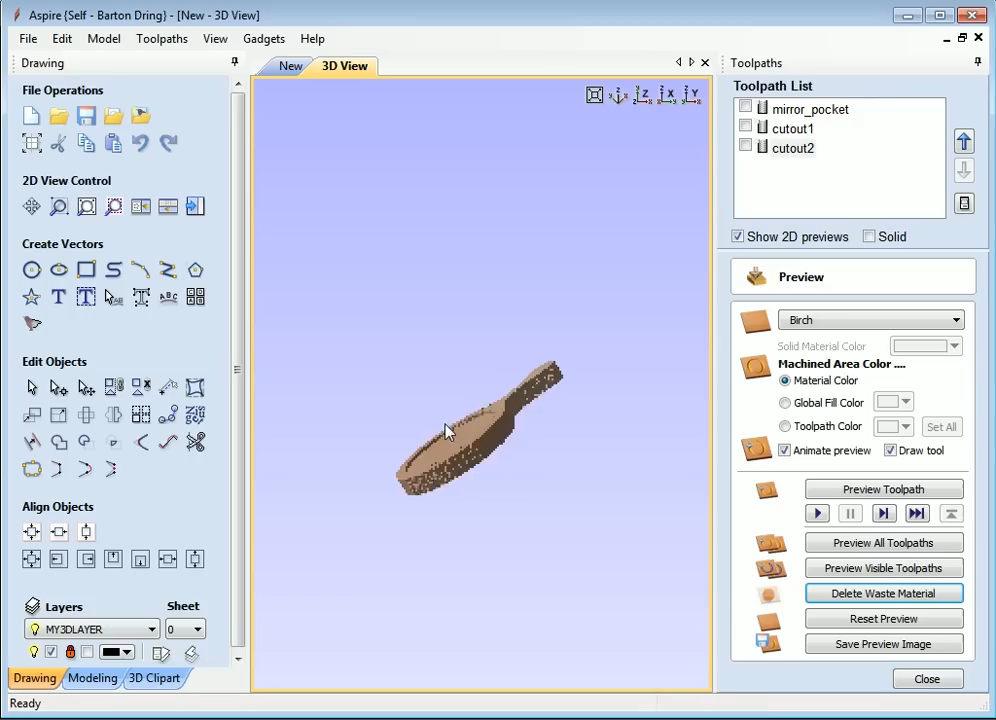 Aspire {Self - Barton Dring} - [New - 3D View]
File Edit Model Toolpaths View Gadgets Help
Drawing
File Operations
2D View Control
Create Vectors
Edit Objects
Align Objects
Layers Sheet
MY3DLAYER 0
Drawing Modeling 3D Clipart
Ready
New 3D View
Toolpaths
Toolpath List
mirror_pocket
cutout1
cutout2
Show 2D previews Solid
Preview
Birch
Solid Material Color
Machined Area Color ....
Material Color
Global Fill Color
Toolpath Color Set All
Animate preview Draw tool
Preview Toolpath
Preview All Toolpaths
Preview Visible Toolpaths
Delete Waste Material
Reset Preview
Save Preview Image
Close